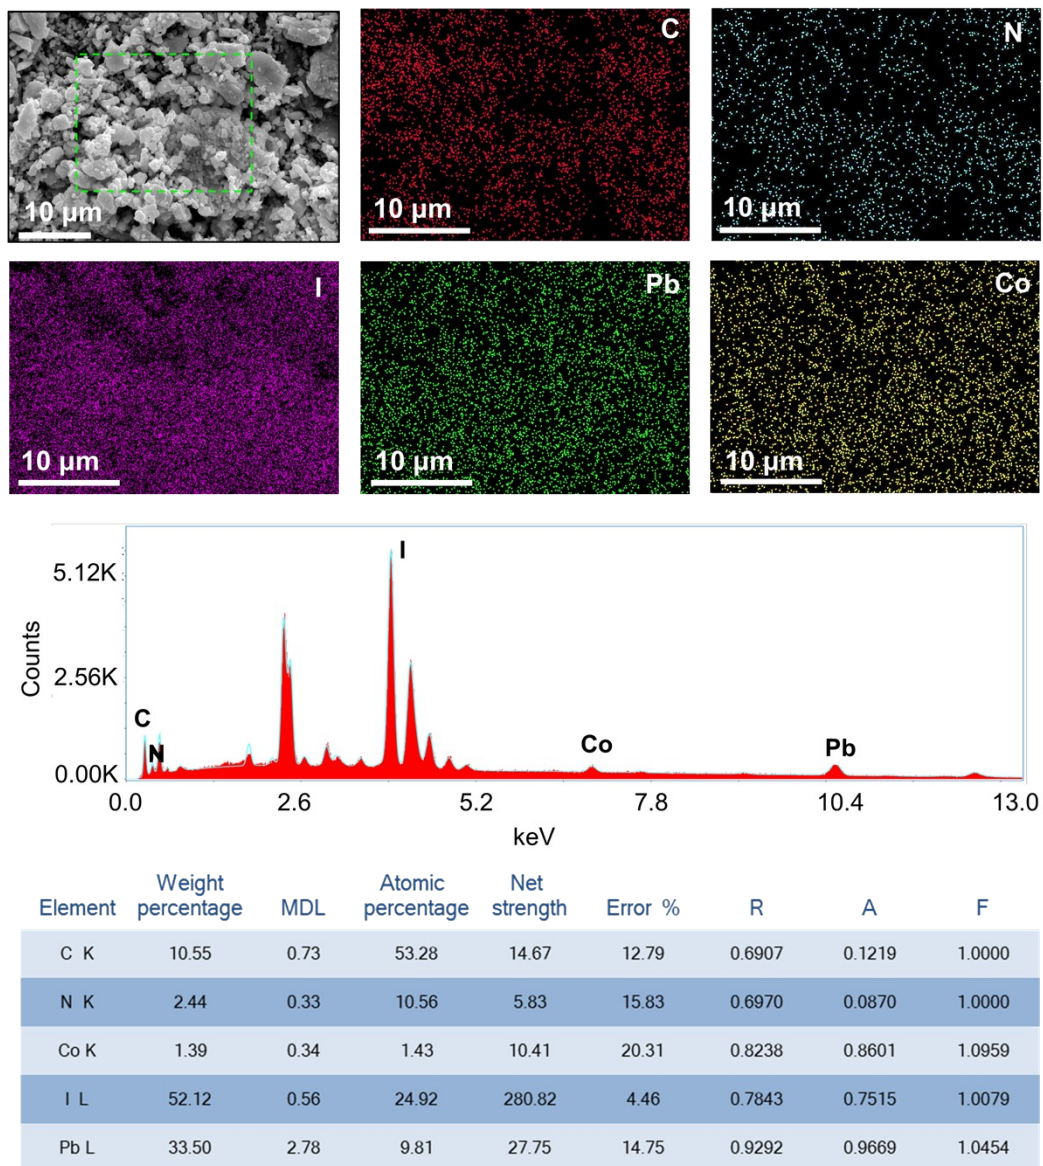 C
N
10 μm
10 μm
10 μm
I
Pb
Co
10 μm
10 μm
10 μm
I
5.12K
Counts
2.56K
C
N
Co
Pb
0.00K
0.0 2.6 5.2 7.8 10.4 13.0
keV
Element Weight percentage MDL Atomic percentage Net strength Error % R A F
C K 10.55 0.73 53.28 14.67 12.79 0.6907 0.1219 1.0000
N K 2.44 0.33 10.56 5.83 15.83 0.6970 0.0870 1.0000
Co K 1.39 0.34 1.43 10.41 20.31 0.8238 0.8601 1.0959
I L 52.12 0.56 24.92 280.82 4.46 0.7843 0.7515 1.0079
Pb L 33.50 2.78 9.81 27.75 14.75 0.9292 0.9669 1.0454